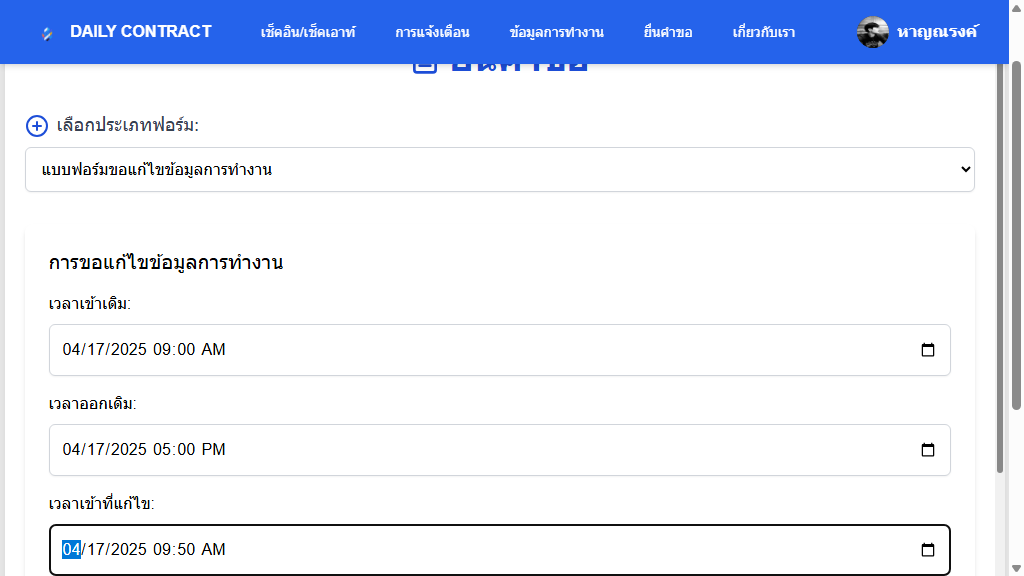 DAILY CONTRACT
เช็คอิน/เช็คเอาท์
การแจ้งเตือน
ข้อมูลการทำงาน
ยื่นคำขอ
เกี่ยวกับเรา
หาญณรงค์
เลือกประเภทฟอร์ม:
แบบฟอร์มขอแก้ไขข้อมูลการทำงาน
การขอแก้ไขข้อมูลการทำงาน
เวลาเข้าเดิม:
04/17/2025 09:00 AM
เวลาออกเดิม:
04/17/2025 05:00 PM
เวลาเข้าที่แก้ไข:
04/17/2025 09:50 AM